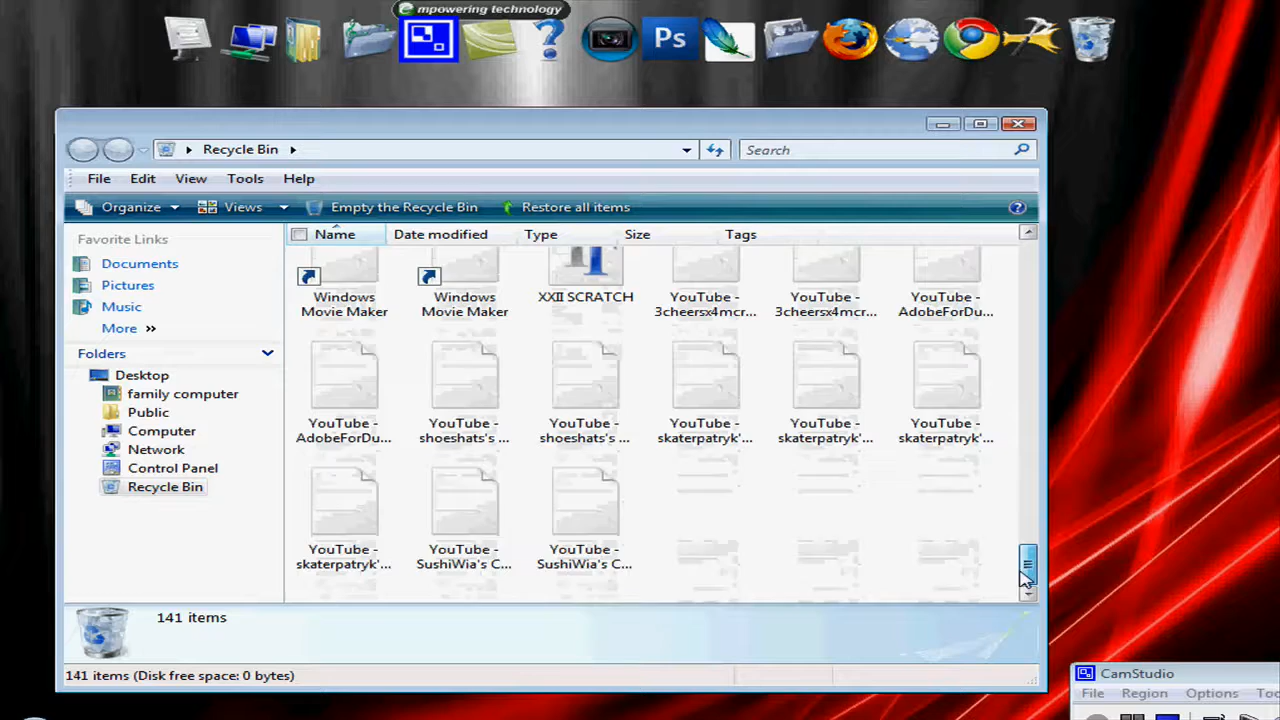 empowering technology
Ps
Recycle Bin
Search
File Edit View Tools Help
Organize Views Empty the Recycle Bin Restore all items
Favorite Links
Documents
Pictures
Music
More »
Folders
Desktop
family computer
Public
Computer
Network
Control Panel
Recycle Bin
Name Date modified Type Size Tags
Windows Movie Maker
Windows Movie Maker
XXII SCRATCH
YouTube - 3cheersx4mcr...
YouTube - 3cheersx4mcr...
YouTube - AdobeForDu...
YouTube - AdobeForDu...
YouTube - shoeshats's ...
YouTube - shoeshats's ...
YouTube - skaterpatryk'...
YouTube - skaterpatryk'...
YouTube - skaterpatryk'...
YouTube - skaterpatryk'...
YouTube - SushiWia's C...
YouTube - SushiWia's C...
141 items
141 items (Disk free space: 0 bytes)
CamStudio
File Region Options Too